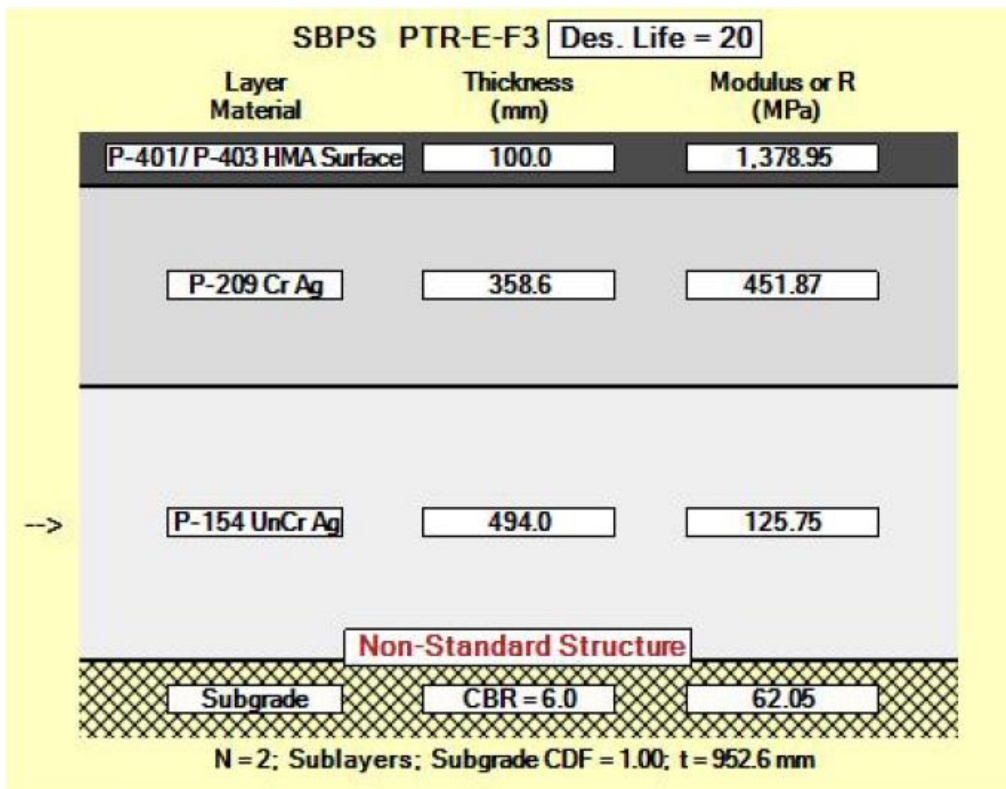 SBPS PTR-E-F3 Des. Life = 20
Layer Material Thickness (mm) Modulus or R (MPa)
P-401/ P-403 HMA Surface 100.0 1,378.95
P-209 Cr Ag 358.6 451.87
--> P-154 UnCr Ag 494.0 125.75
Non-Standard Structure
Subgrade CBR = 6.0 62.05
N = 2; Sublayers; Subgrade CDF = 1.00; t = 952.6 mm